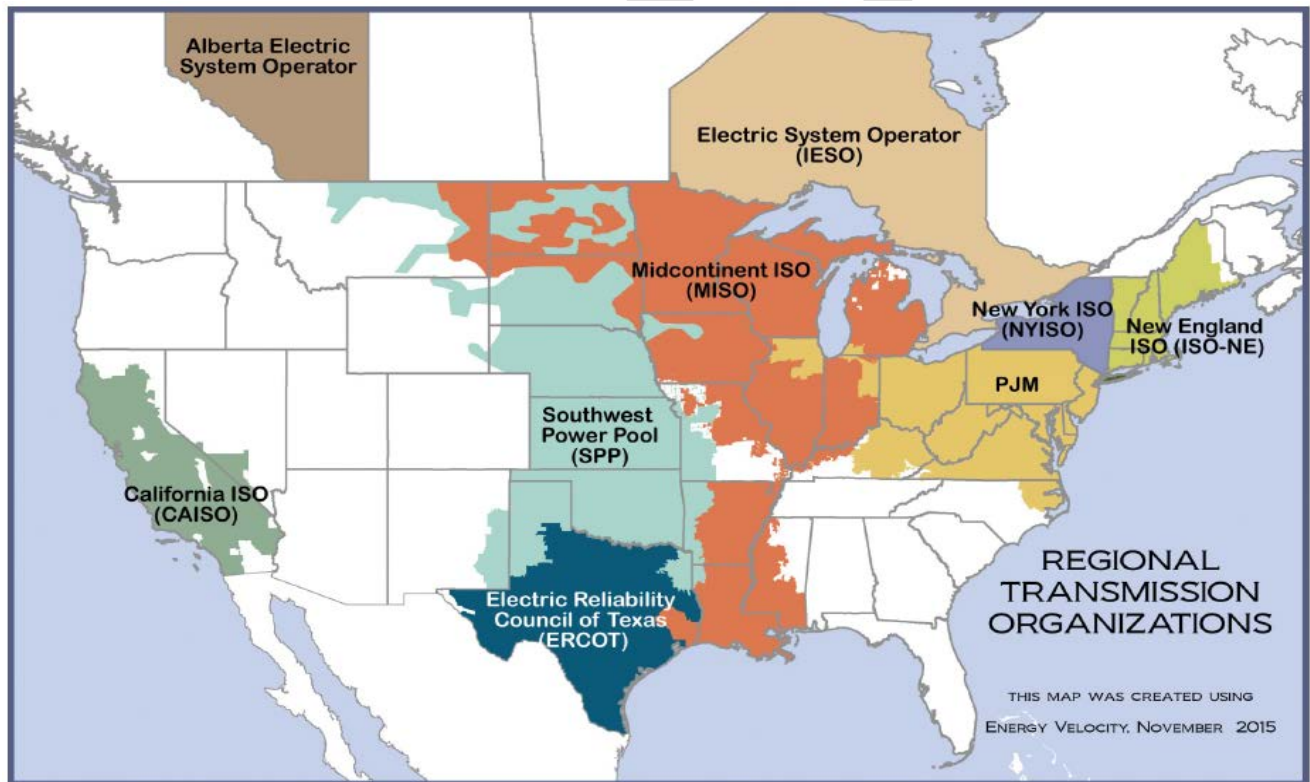 Alberta Electric
System Operator
Electric System Operator
(IESO)
Midcontinent ISO
(MISO)
New York ISO
(NYISO)
New England
ISO (ISO-NE)
PJM
Southwest
Power Pool
(SPP)
California ISO
(CAISO)
Electric Reliability
Council of Texas
(ERCOT)
REGIONAL
TRANSMISSION
ORGANIZATIONS
THIS MAP WAS CREATED USING
ENERGY VELOCITY, NOVEMBER 2015